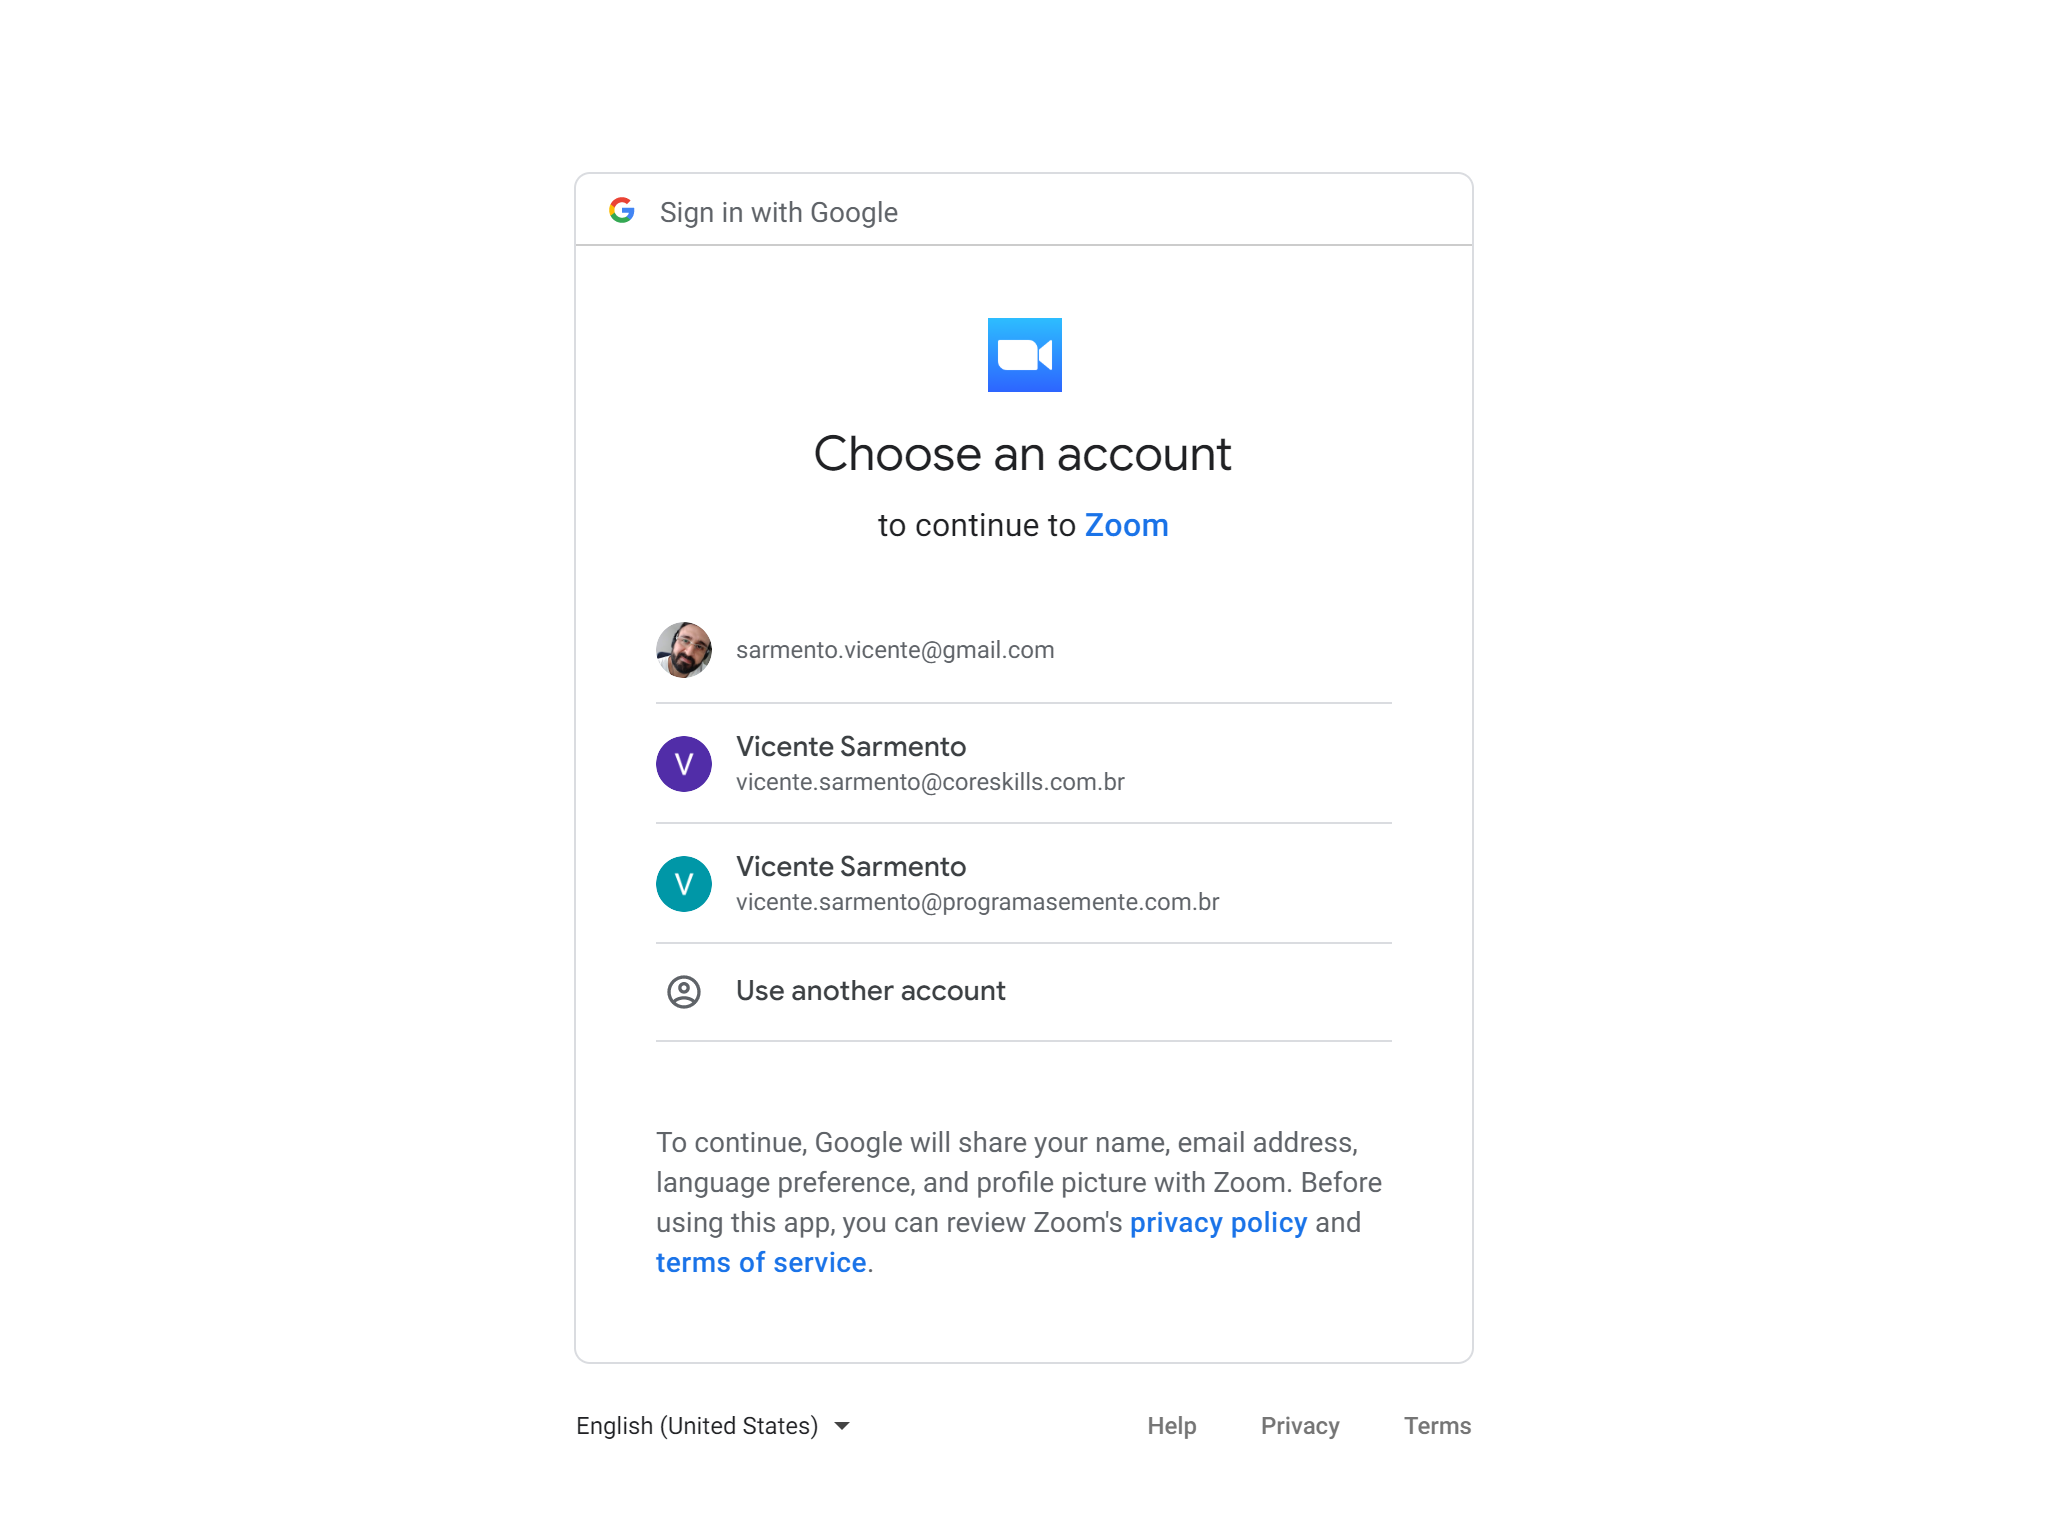 Sign in with Google
Choose an account
to continue to Zoom
sarmento.vicente@gmail.com
V
Vicente Sarmento
vicente.sarmento@coreskills.com.br
V
Vicente Sarmento
vicente.sarmento@programasemente.com.br
Use another account
To continue, Google will share your name, email address,
language preference, and profile picture with Zoom. Before
using this app, you can review Zoom's privacy policy and
terms of service.
English (United States)
Help Privacy Terms